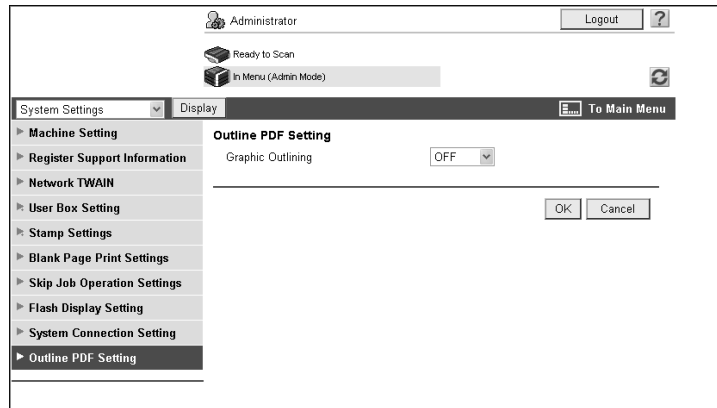 Administrator
Logout
?
Ready to Scan
In Menu (Admin Mode)
System Settings
Display
To Main Menu
Machine Setting
Register Support Information
Network TWAIN
User Box Setting
Stamp Settings
Blank Page Print Settings
Skip Job Operation Settings
Flash Display Setting
System Connection Setting
Outline PDF Setting
Outline PDF Setting
Graphic Outlining
OFF
OK
Cancel